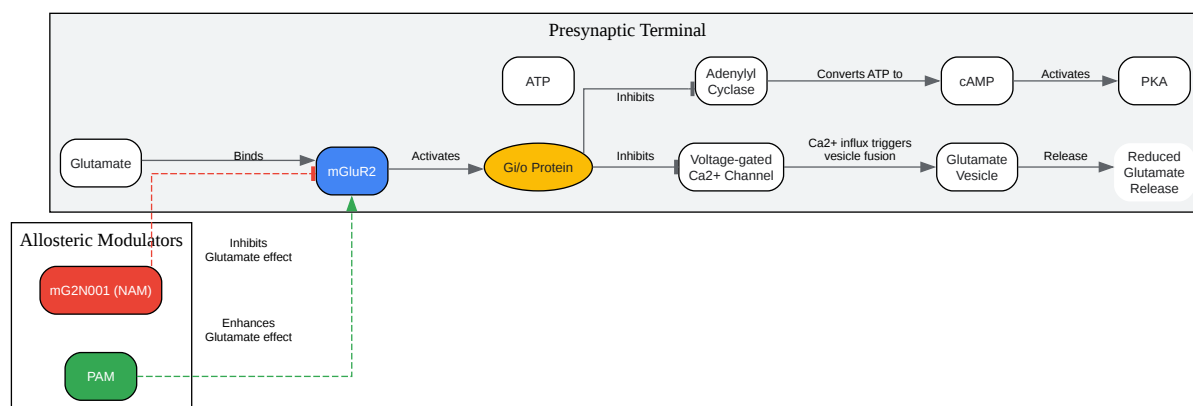 Presynaptic Terminal
ATP
Adenylyl
Cyclase
Converts ATP to
cAMP
Activates
PKA
Inhibits
Glutamate
Binds
mGluR2
Activates
Gi/o Protein
Inhibits
Voltage-gated
Ca2+ Channel
Ca2+ influx triggers
vesicle fusion
Glutamate
Vesicle
Release
Reduced
Glutamate
Release
Allosteric Modulators
Inhibits
Glutamate effect
mG2N001 (NAM)
Enhances
Glutamate effect
PAM